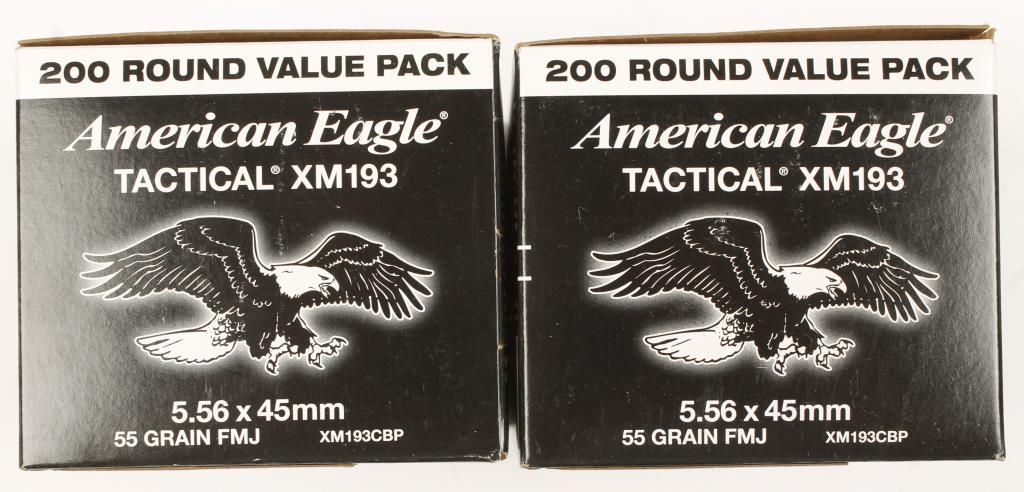 200 ROUND VALUE PACK
American Eagle®
TACTICAL® XM193
5.56 x 45mm
55 GRAIN FMJ XM193CBP
200 ROUND VALUE PACK
American Eagle®
TACTICAL® XM193
5.56 x 45mm
55 GRAIN FMJ XM193CBP